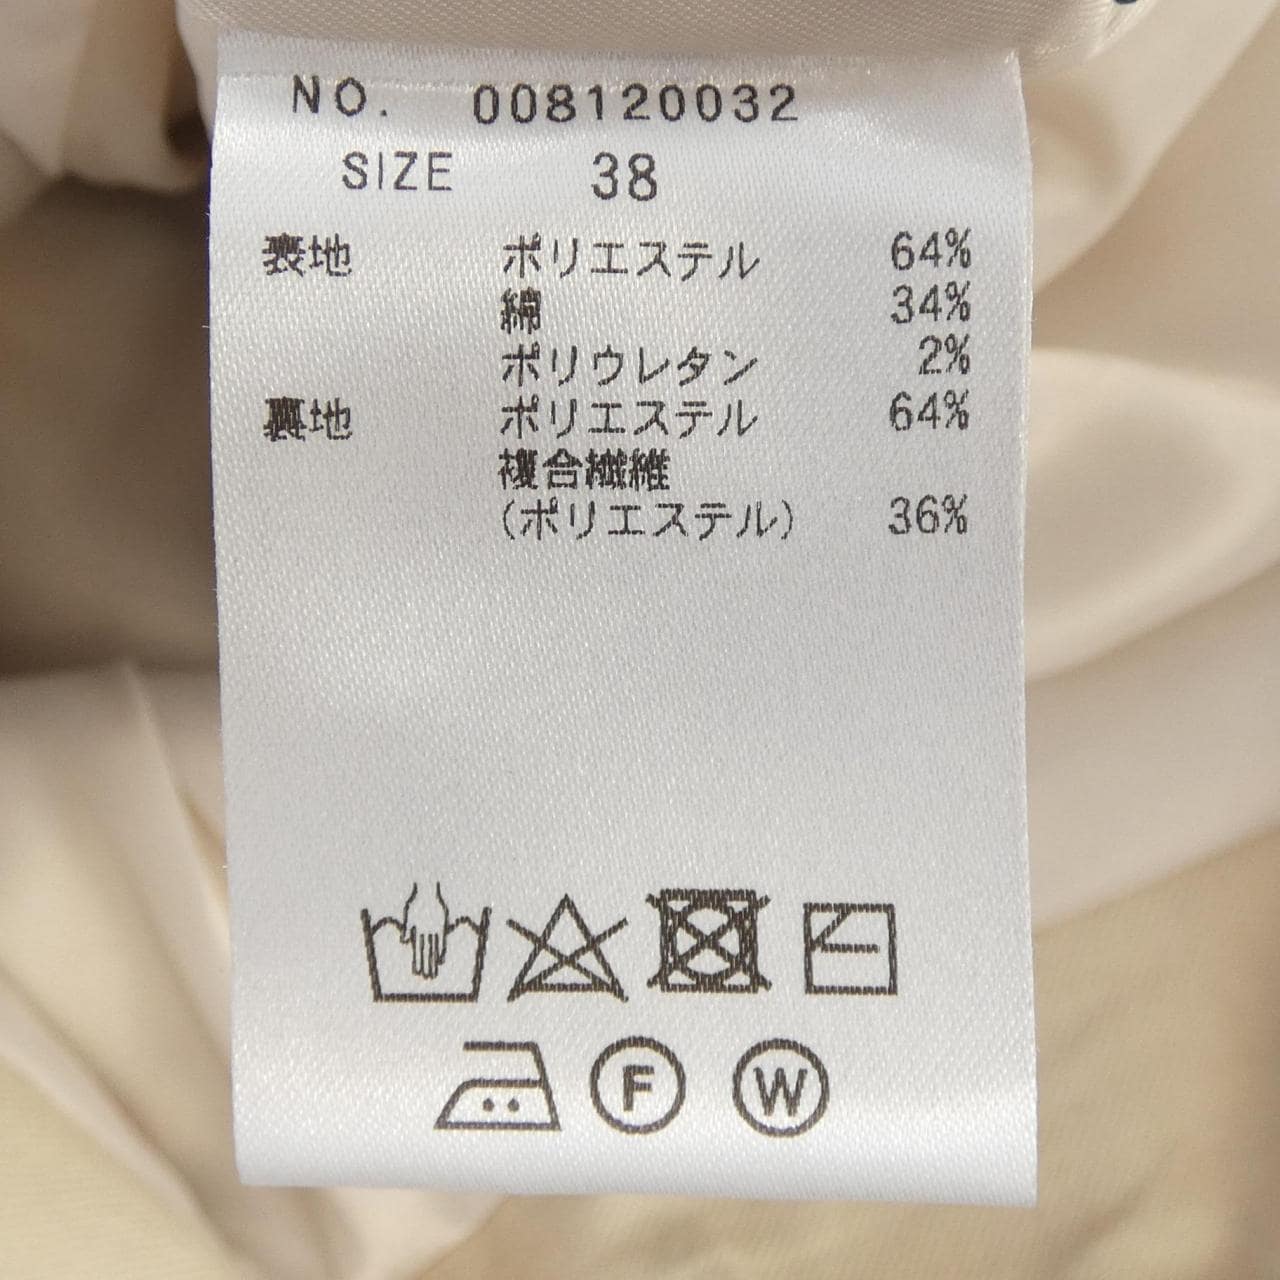 NO. 008120032
SIZE 38
表地 ポリエステル 64%
綿 34%
ポリウレタン 2%
裏地 ポリエステル 64%
複合繊維
(ポリエステル) 36%
F W